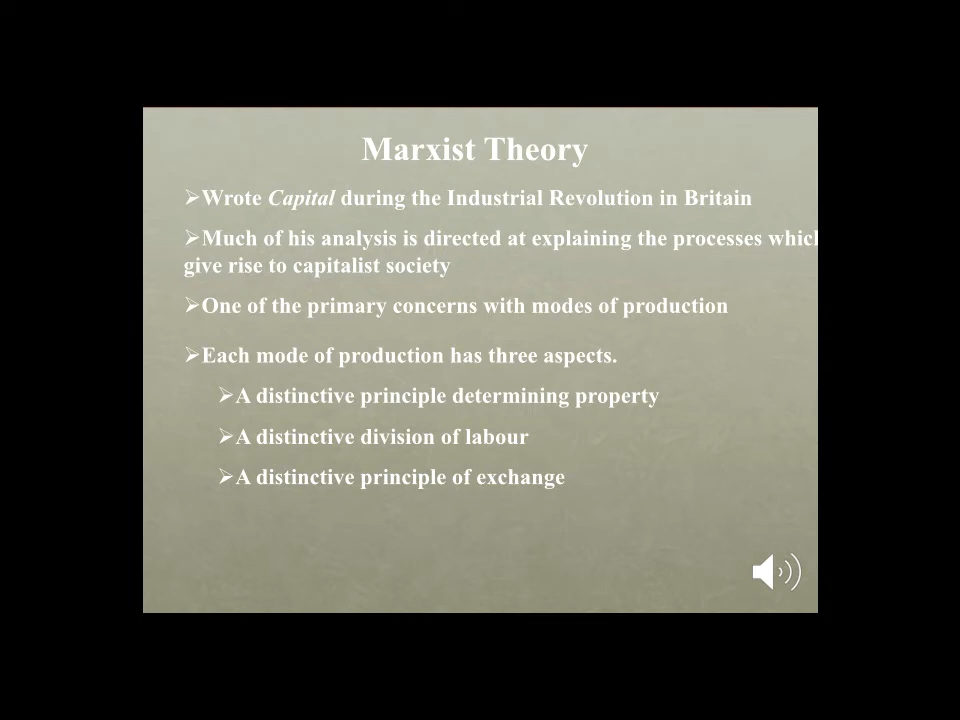 Marxist Theory
➢Wrote Capital during the Industrial Revolution in Britain
➢Much of his analysis is directed at explaining the processes which
give rise to capitalist society
➢One of the primary concerns with modes of production
➢Each mode of production has three aspects.
➢A distinctive principle determining property
➢A distinctive division of labour
➢A distinctive principle of exchange